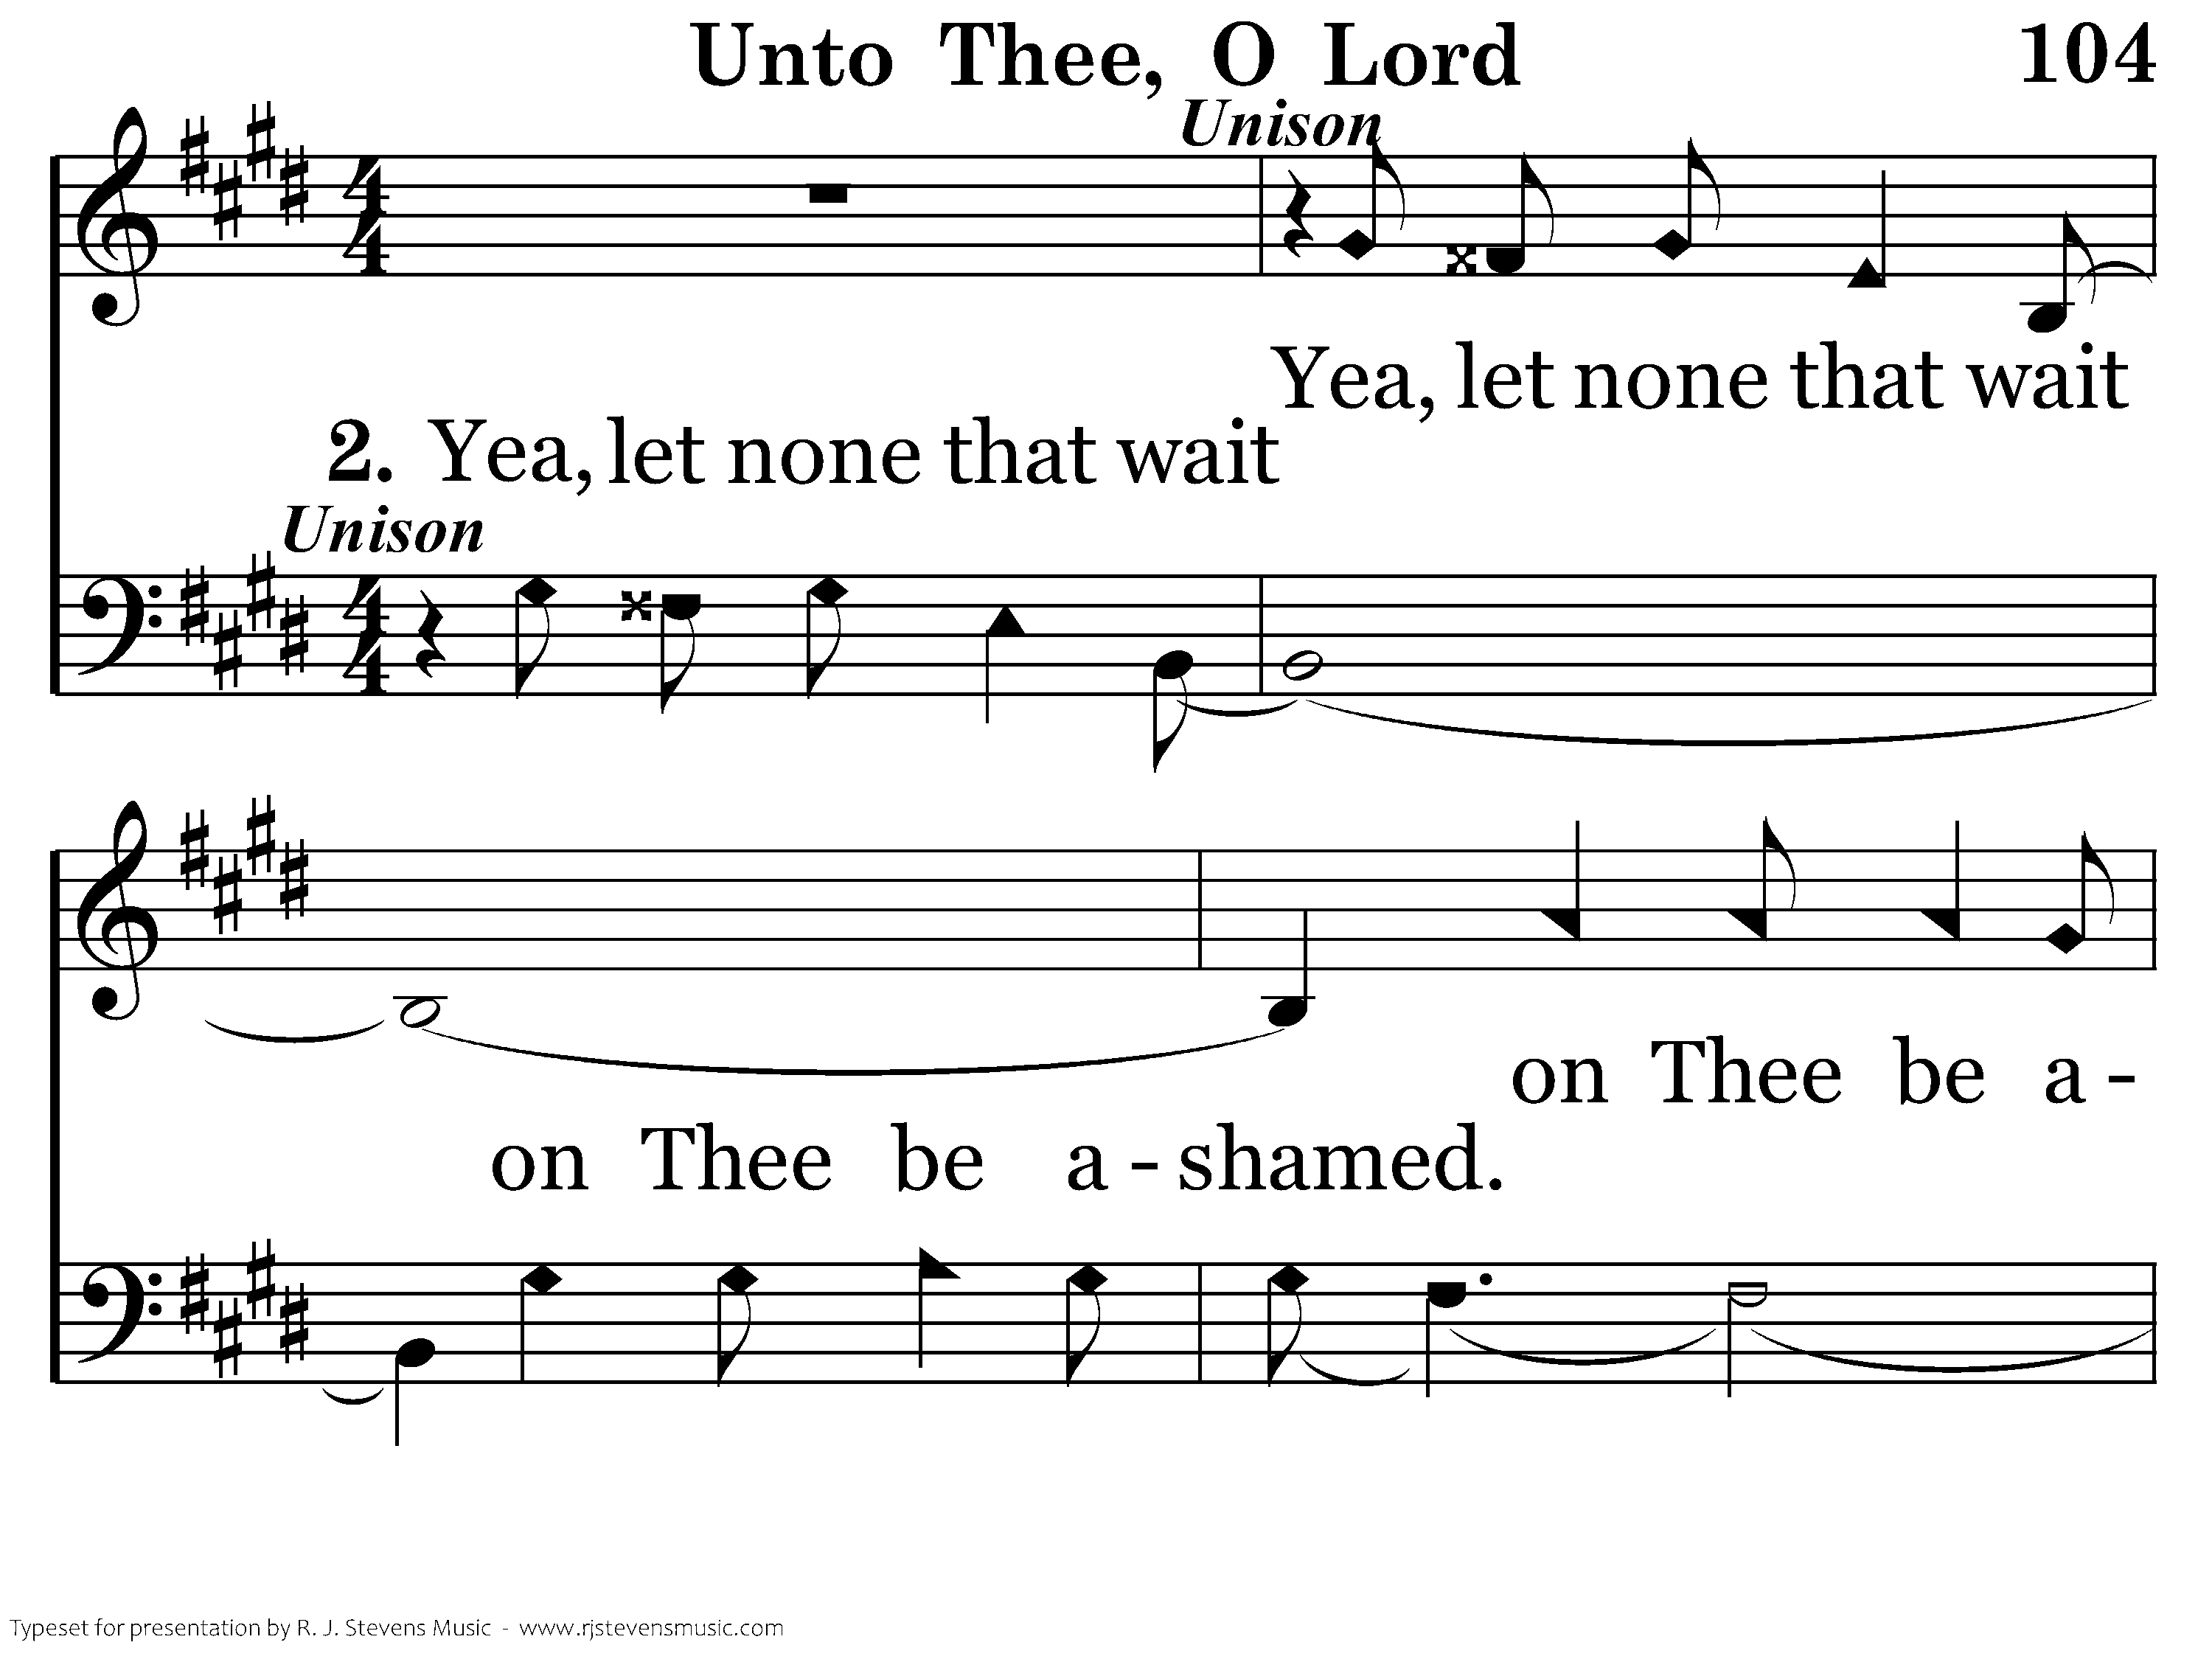 Unto Thee, O Lord 104
Unison
Yea, let none that wait
2. Yea, let none that wait
Unison
on Thee be a -
on Thee be a - shamed.
Typeset for presentation by R. J. Stevens Music - www.rjstevensmusic.com